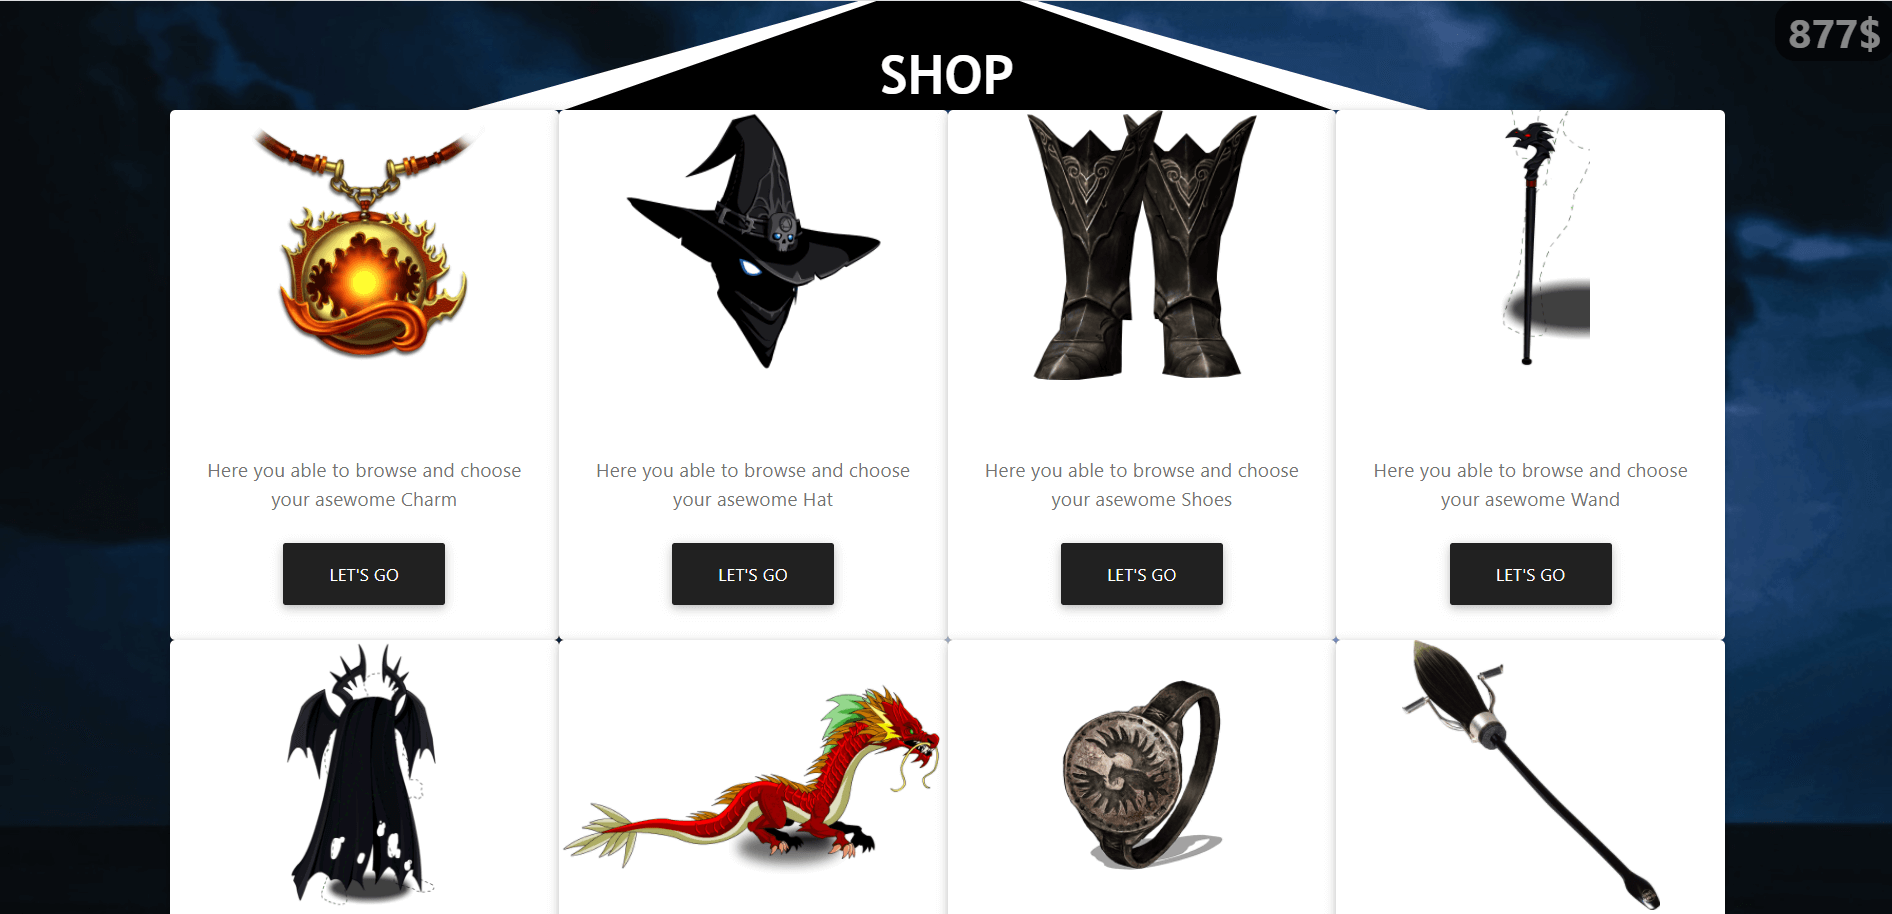 877$
SHOP
Here you able to browse and choose
your asewome Charm
LET'S GO
Here you able to browse and choose
your asewome Hat
LET'S GO
Here you able to browse and choose
your asewome Shoes
LET'S GO
Here you able to browse and choose
your asewome Wand
LET'S GO